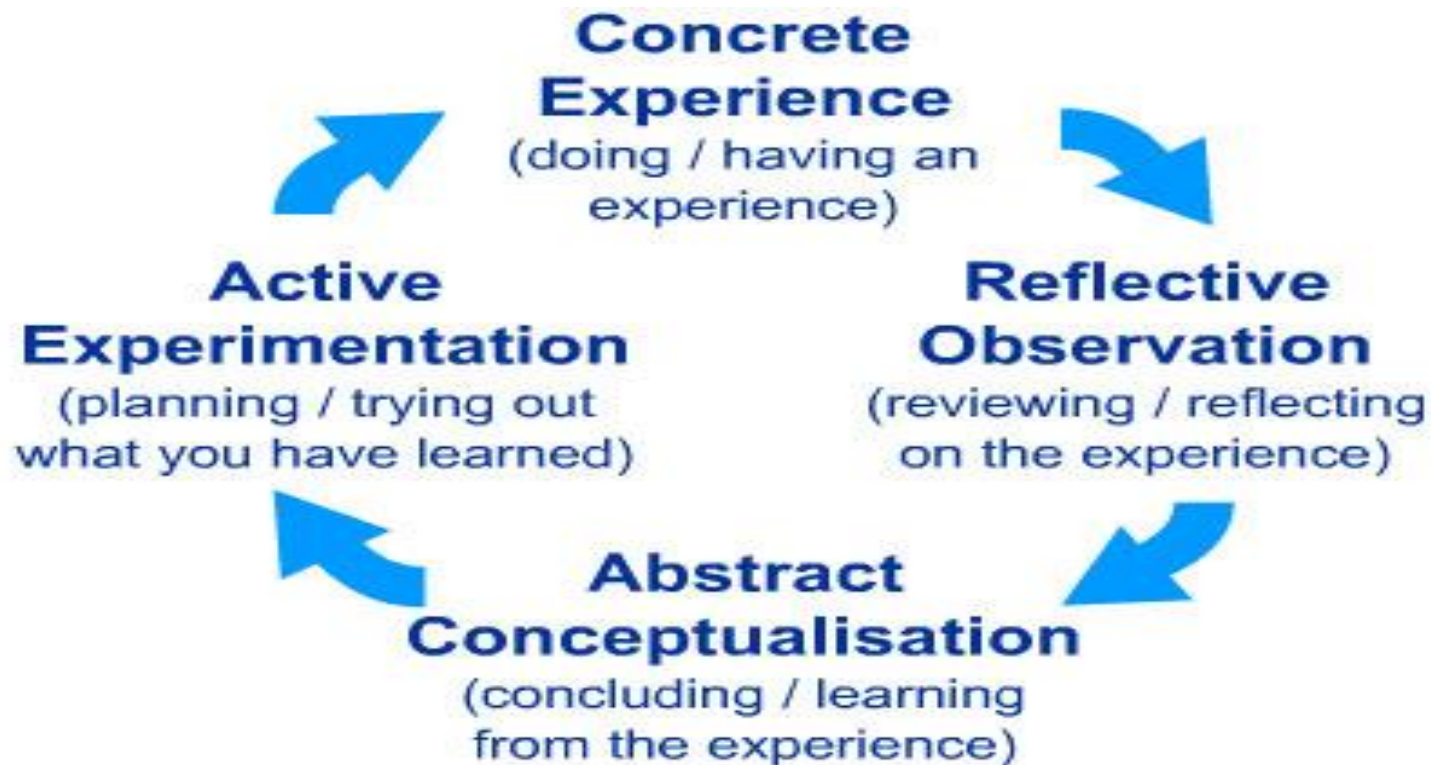 Concrete
Experience
(doing / having an
experience)
Reflective
Observation
(reviewing / reflecting
on the experience)
Abstract
Conceptualisation
(concluding / learning
from the experience)
Active
Experimentation
(planning / trying out
what you have learned)